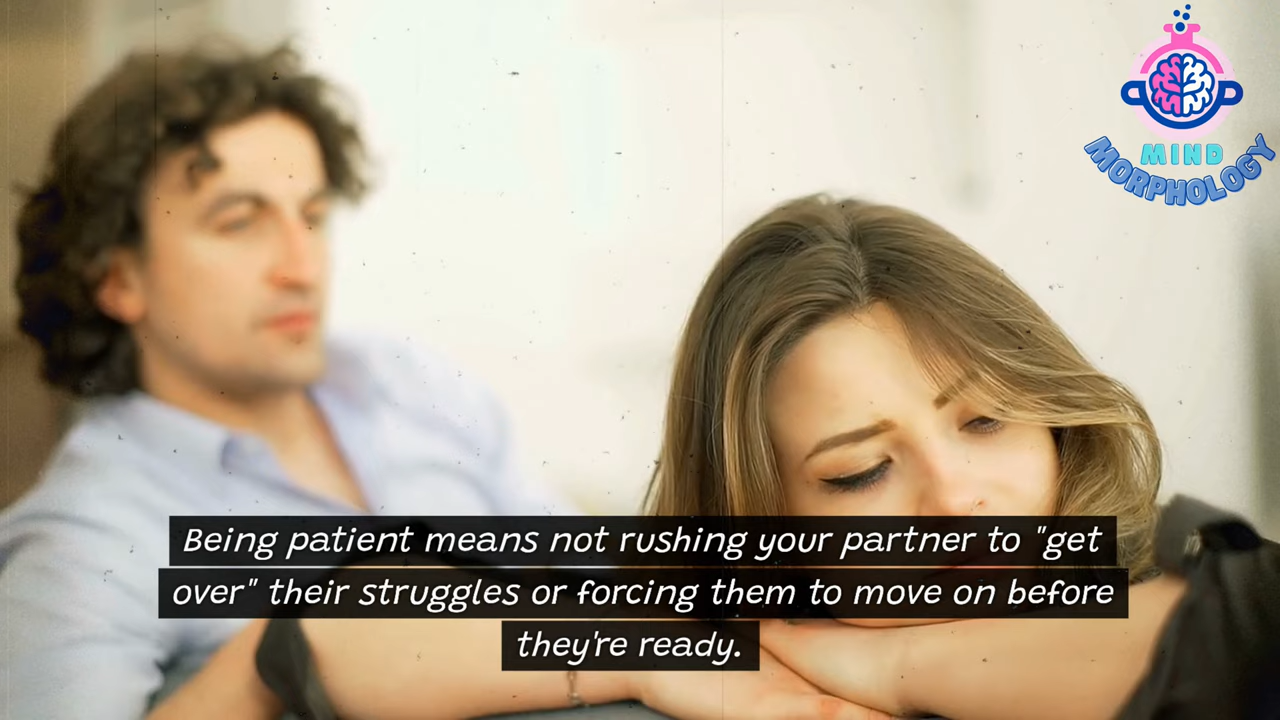 MIND
MORPHOLOGY
Being patient means not rushing your partner to "get
over" their struggles or forcing them to move on before
they're ready.